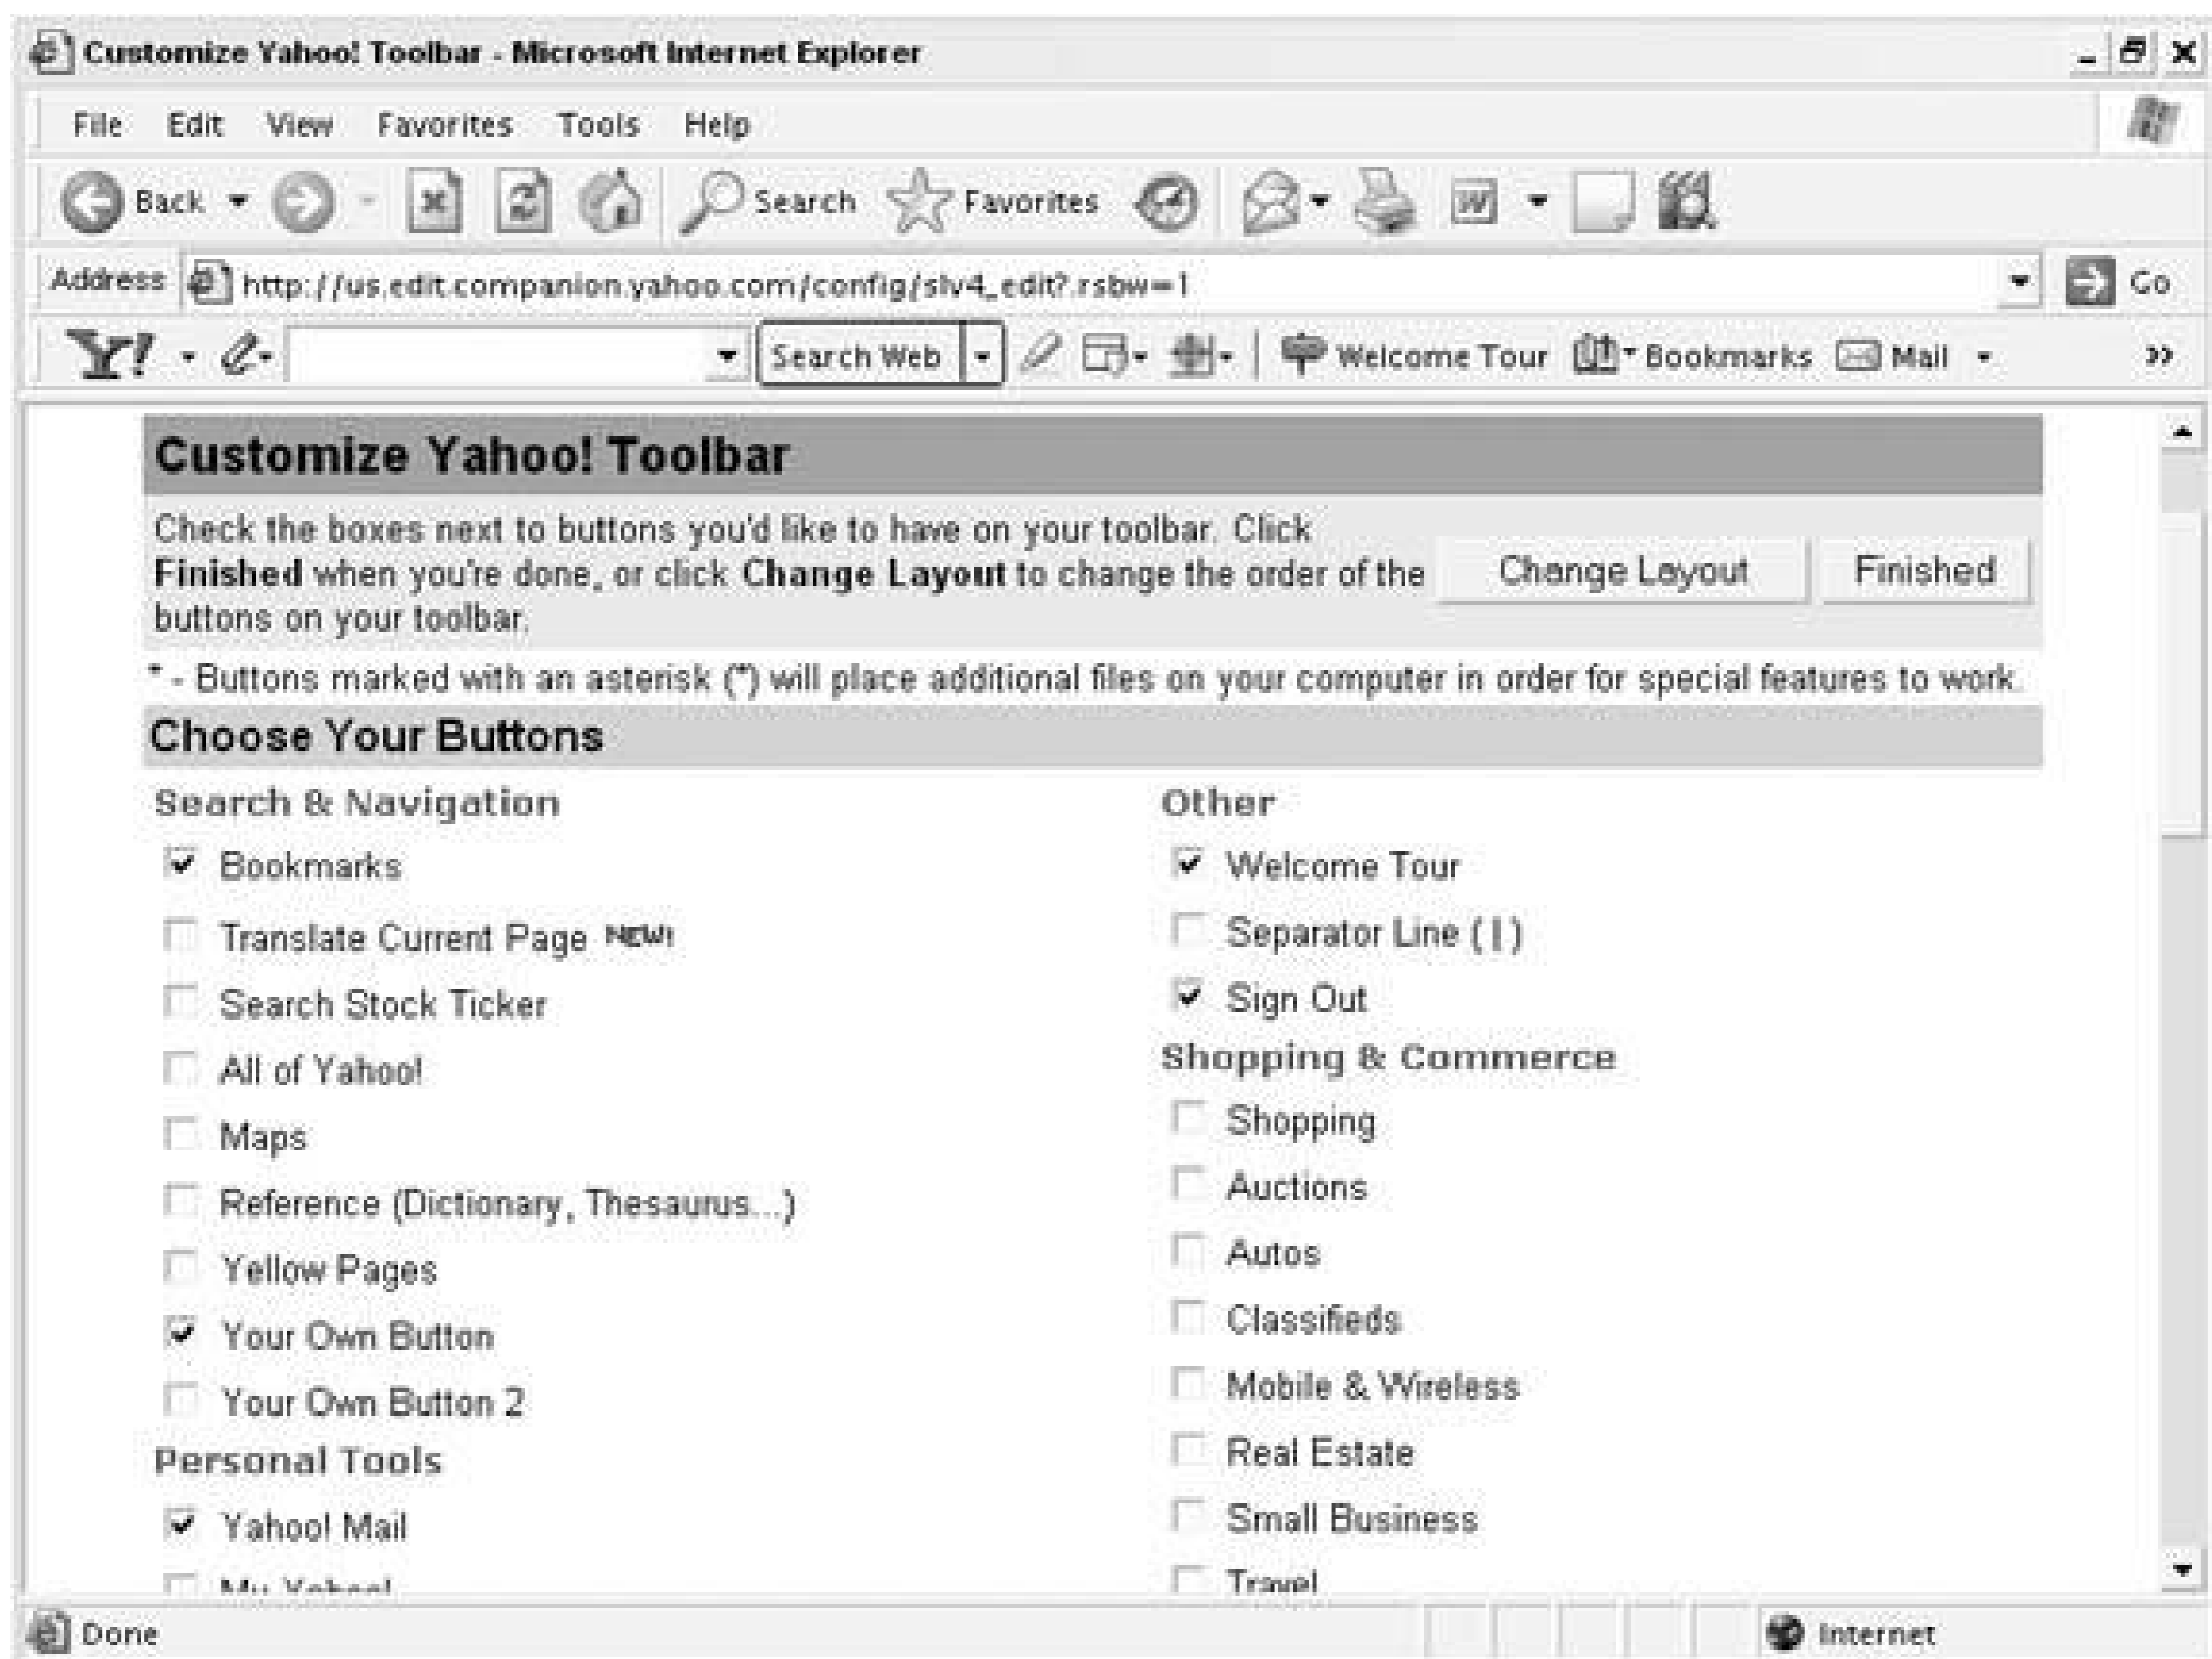 Customize Yahoo! Toolbar - Microsoft Internet Explorer
File Edit View Favorites Tools Help
Back Search Favorites
Address http://us.edit.companion.yahoo.com/config/slv4_edit?.rsbw=1 Go
Y! Search Web Welcome Tour Bookmarks Mail »
Customize Yahoo! Toolbar
Check the boxes next to buttons you'd like to have on your toolbar. Click
Finished when you're done, or click Change Layout to change the order of the
buttons on your toolbar.
Change Layout Finished
* - Buttons marked with an asterisk (*) will place additional files on your computer in order for special features to work.
Choose Your Buttons
Search & Navigation
Bookmarks
Translate Current Page NEW!
Search Stock Ticker
All of Yahoo!
Maps
Reference (Dictionary, Thesaurus...)
Yellow Pages
Your Own Button
Your Own Button 2
Personal Tools
Yahoo! Mail
My Yahoo!
Other
Welcome Tour
Separator Line ( | )
Sign Out
Shopping & Commerce
Shopping
Auctions
Autos
Classifieds
Mobile & Wireless
Real Estate
Small Business
Travel
Done Internet